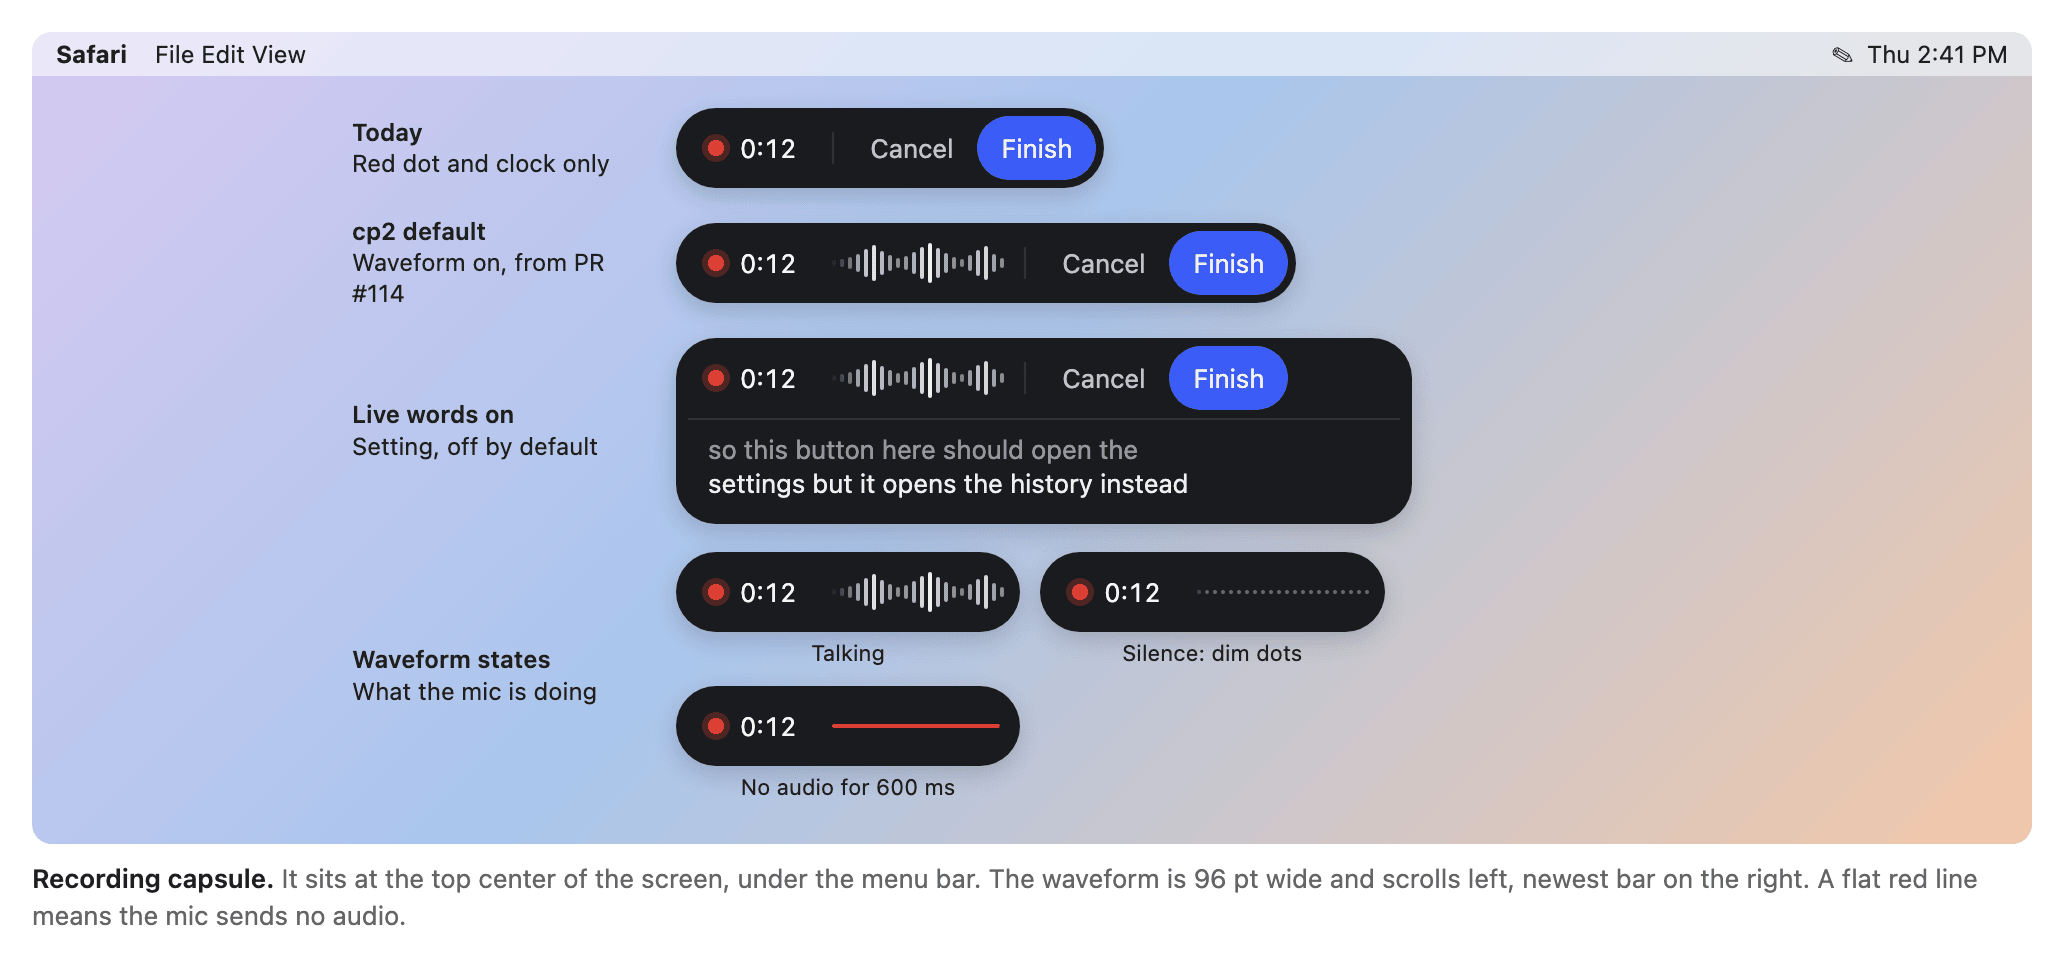 Safari File Edit View
✎ Thu 2:41 PM
Today
Red dot and clock only
0:12 Cancel Finish
cp2 default
Waveform on, from PR
#114
0:12 Cancel Finish
Live words on
Setting, off by default
0:12 Cancel Finish
so this button here should open the
settings but it opens the history instead
Waveform states
What the mic is doing
0:12
Talking
0:12
Silence: dim dots
0:12
No audio for 600 ms
Recording capsule. It sits at the top center of the screen, under the menu bar. The waveform is 96 pt wide and scrolls left, newest bar on the right. A flat red line
means the mic sends no audio.